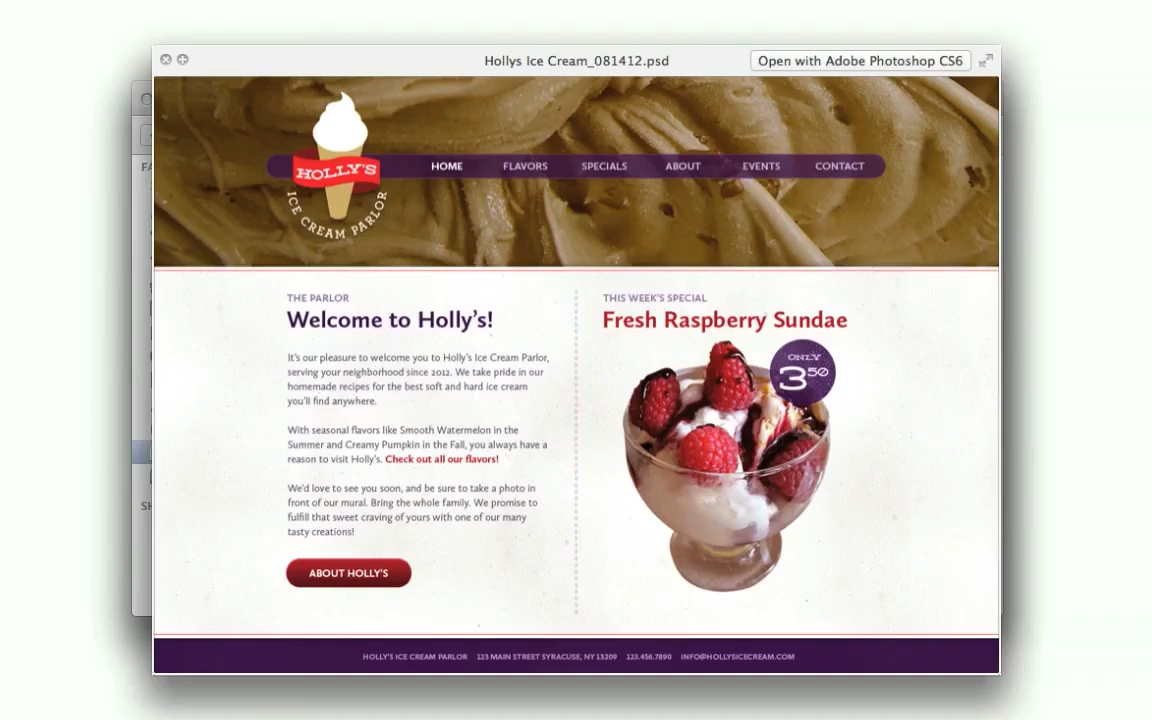 Hollys Ice Cream_081412.psd
Open with Adobe Photoshop CS6
FA
HOLLY'S
ICE CREAM PARLOR
HOME FLAVORS SPECIALS ABOUT EVENTS CONTACT
THE PARLOR
Welcome to Holly's!
It's our pleasure to welcome you to Holly's Ice Cream Parlor,
serving your neighborhood since 2012. We take pride in our
homemade recipes for the best soft and hard ice cream
you'll find anywhere.
With seasonal flavors like Smooth Watermelon in the
Summer and Creamy Pumpkin in the Fall, you always have a
reason to visit Holly's. Check out all our flavors!
We'd love to see you soon, and be sure to take a photo in
front of our mural. Bring the whole family. We promise to
fulfill that sweet craving of yours with one of our many
tasty creations!
ABOUT HOLLY'S
THIS WEEK'S SPECIAL
Fresh Raspberry Sundae
ONLY
3 50
SH
HOLLY'S ICE CREAM PARLOR 123 MAIN STREET SYRACUSE, NY 13209 123.456.7890 INFO@HOLLYSICECREAM.COM